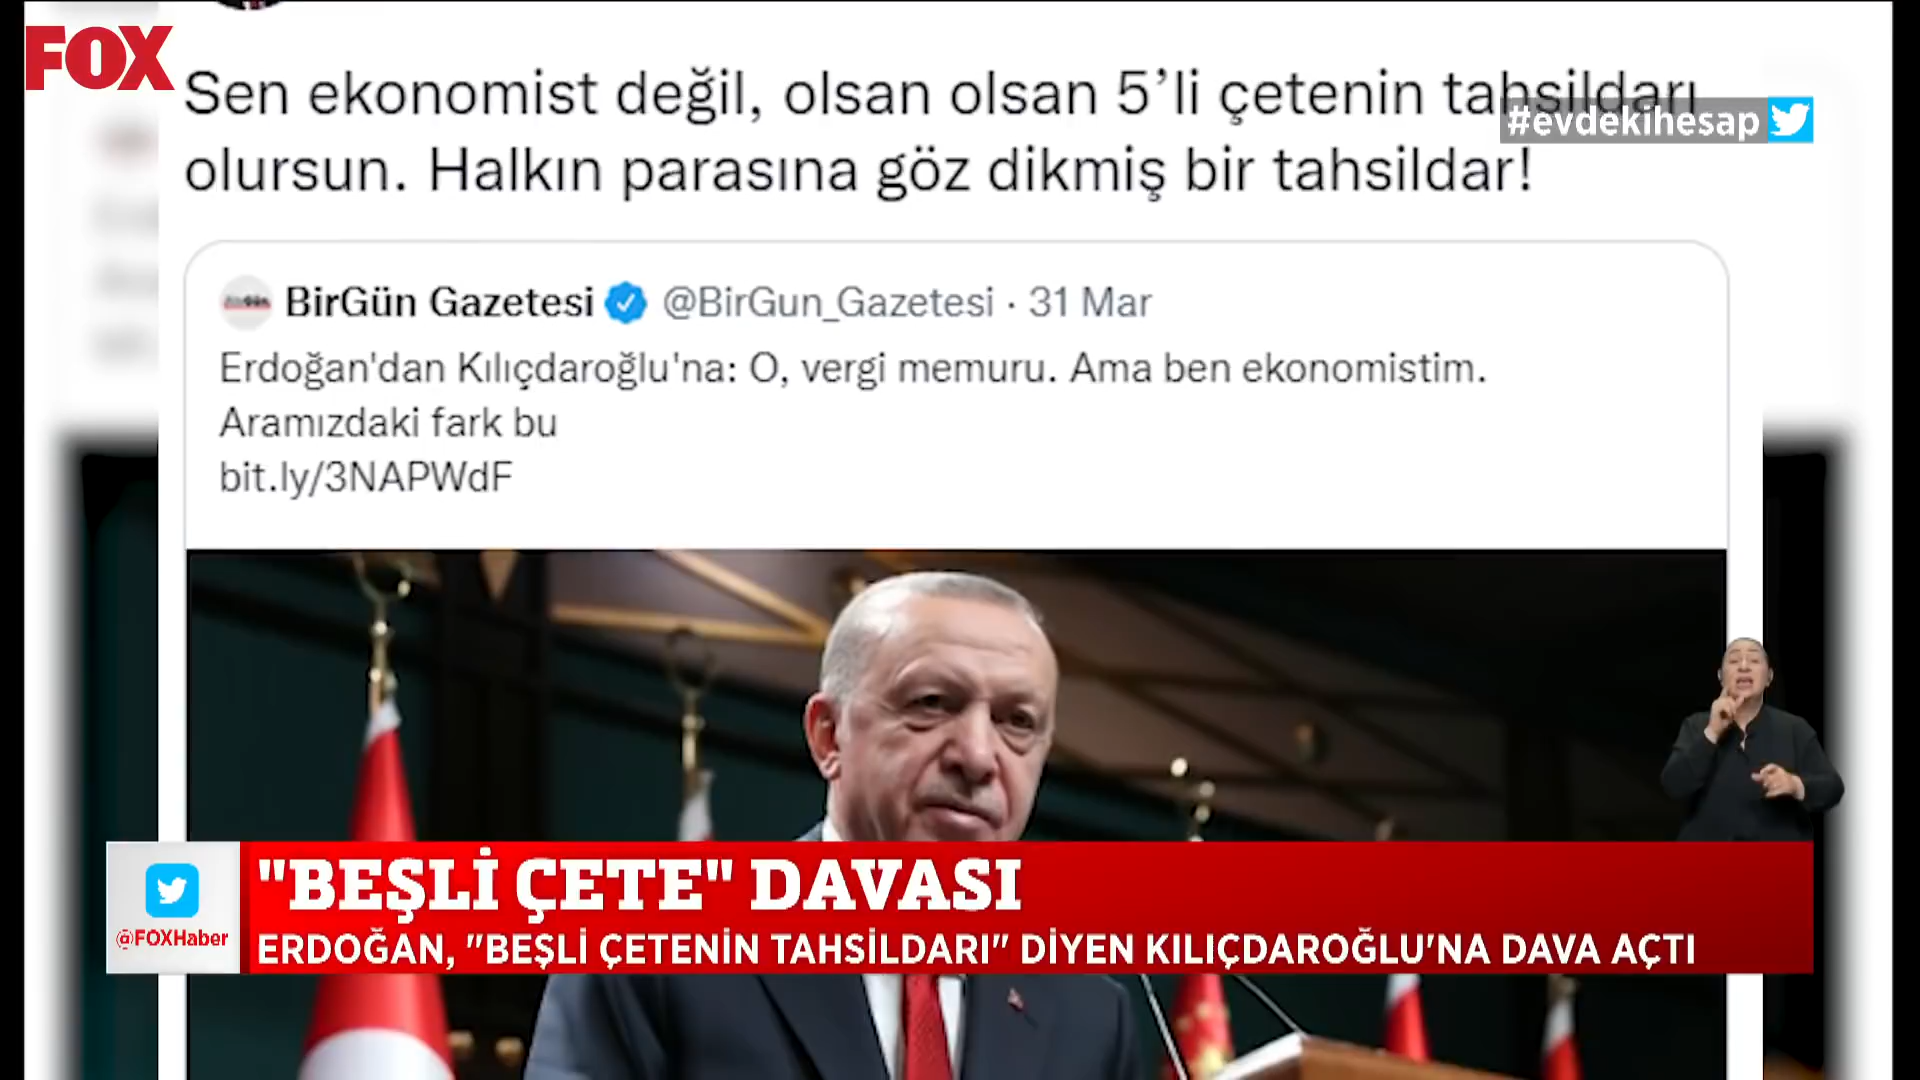 FOX
Sen ekonomist değil, olsan olsan 5’li çetenin tahsildarı
#evdekihesap
olursun. Halkın parasına göz dikmiş bir tahsildar!
BirGün Gazetesi @BirGun_Gazetesi · 31 Mar
Erdoğan'dan Kılıçdaroğlu'na: O, vergi memuru. Ama ben ekonomistim.
Aramızdaki fark bu
bit.ly/3NAPWdF
"BEŞLİ ÇETE" DAVASI
@FOXHaber
ERDOĞAN, "BEŞLİ ÇETENİN TAHSİLDARI" DİYEN KILIÇDAROĞLU'NA DAVA AÇTI